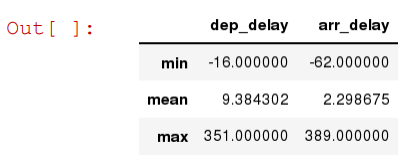 Out[ ]:
dep_delay arr_delay
min -16.000000 -62.000000
mean 9.384302 2.298675
max 351.000000 389.000000